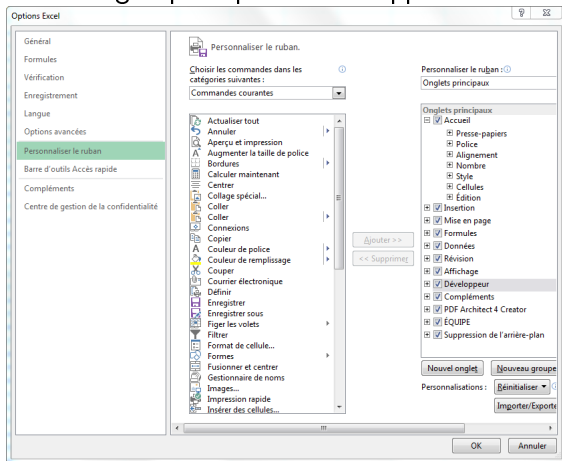 Options Excel
Général
Formules
Vérification
Enregistrement
Langue
Options avancées
Personnaliser le ruban
Barre d'outils Accès rapide
Compléments
Centre de gestion de la confidentialité
Personnaliser le ruban.
Choisir les commandes dans les
catégories suivantes :
Commandes courantes
Actualiser tout
Annuler
Aperçu et impression
Augmenter la taille de police
Bordures
Calculer maintenant
Centrer
Collage spécial...
Coller
Coller
Connexions
Copier
Couleur de police
Couleur de remplissage
Couper
Courrier électronique
Définir
Enregistrer
Enregistrer sous
Figer les volets
Filtrer
Format de cellule...
Formes
Fusionner et centrer
Gestionnaire de noms
Images...
Impression rapide
Insérer des cellules...
Ajouter >>
<< Supprimer
Personnaliser le ruban :
Onglets principaux
Onglets principaux
Accueil
Presse-papiers
Police
Alignement
Nombre
Style
Cellules
Édition
Insertion
Mise en page
Formules
Données
Révision
Affichage
Développeur
Compléments
PDF Architect 4 Creator
ÉQUIPE
Suppression de l'arrière-plan
Nouvel onglet
Nouveau groupe
Personnalisations :
Réinitialiser
Importer/Exporte
OK
Annuler